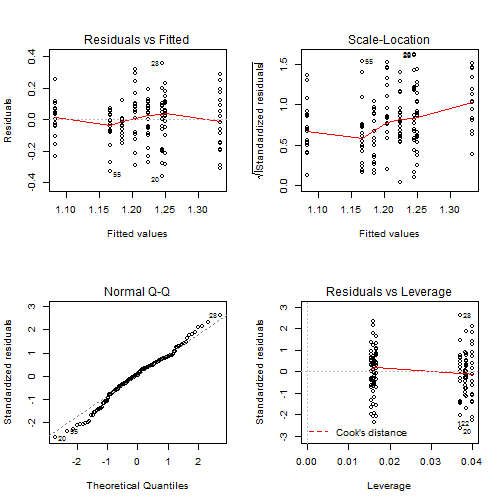 Residuals vs Fitted
Residuals
-0.4 -0.2 0.0 0.2 0.4
28
55
20
1.10 1.15 1.20 1.25 1.30
Fitted values
Scale-Location
√|Standardized residuals|
0.0 0.5 1.0 1.5
55
1.10 1.15 1.20 1.25 1.30
Fitted values
Normal Q-Q
Standardized residuals
-2 -1 0 1 2 3
28
55
20
-2 -1 0 1 2
Theoretical Quantiles
Residuals vs Leverage
Standardized residuals
-3 -2 -1 0 1 2 3
28
122
20
Cook's distance
0.00 0.01 0.02 0.03 0.04
Leverage